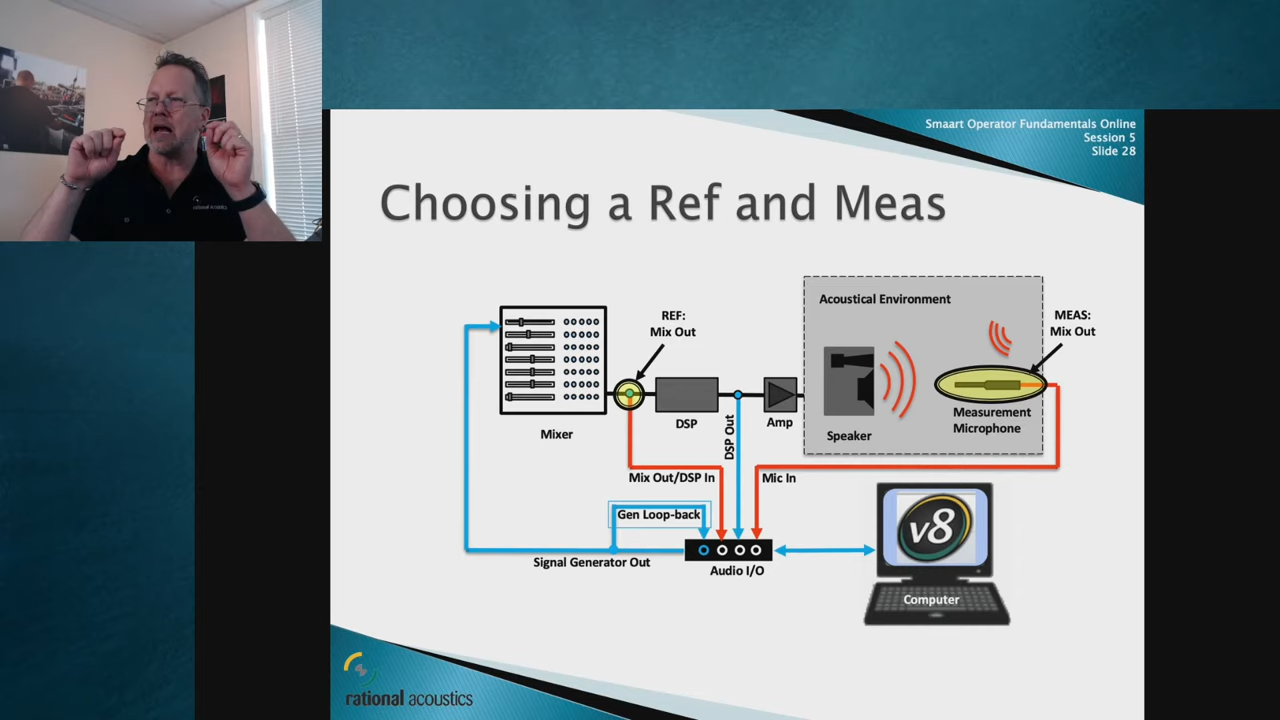 Smaart Operator Fundamentals Online
Session 5
Slide 28
Choosing a Ref and Meas
REF:
Mix Out
Acoustical Environment
MEAS:
Mix Out
Mixer
DSP
DSP Out
Amp
Speaker
Measurement
Microphone
Mix Out/DSP In
Mic In
Gen Loop-back
Signal Generator Out
Audio I/O
v8
Computer
rational acoustics
rational acoustics